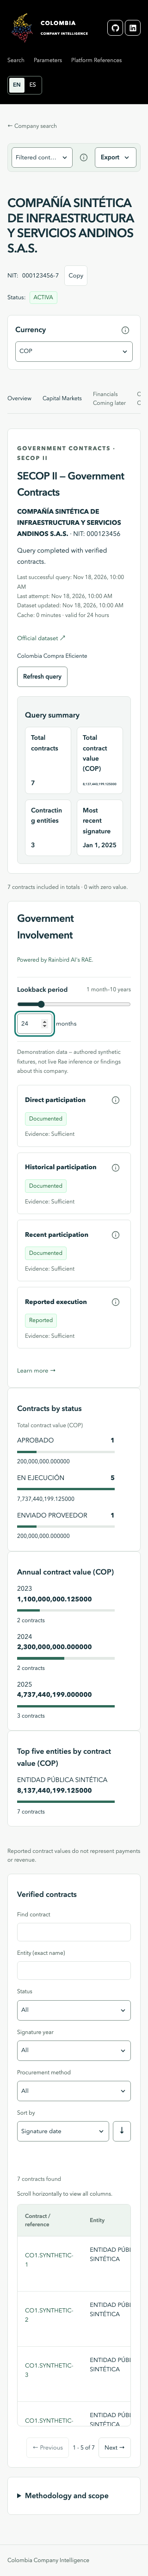 COLOMBIA
COMPANY INTELLIGENCE
Search Parameters Platform References
EN ES
← Company search
Filtered cont... Export
COMPAÑÍA SINTÉTICA
DE INFRAESTRUCTURA
Y SERVICIOS ANDINOS
S.A.S.
NIT: 000123456-7 Copy
Status: ACTIVA
Currency
COP
Overview Capital Markets Financials
Coming later
GOVERNMENT CONTRACTS ·
SECOP II
SECOP II — Government
Contracts
COMPAÑÍA SINTÉTICA DE
INFRAESTRUCTURA Y SERVICIOS
ANDINOS S.A.S. · NIT: 000123456
Query completed with verified
contracts.
Last successful query: Nov 18, 2026, 10:00
AM
Last attempt: Nov 18, 2026, 10:00 AM
Dataset updated: Nov 18, 2026, 10:00 AM
Cache: 0 minutes · valid for 24 hours
Official dataset ↗
Colombia Compra Eficiente
Refresh query
Query summary
Total
contracts
7
Total
contract
value
(COP)
8,137,440,199.125000
Contractin
g entities
3
Most
recent
signature
Jan 1, 2025
7 contracts included in totals · 0 with zero value.
Government
Involvement
Powered by Rainbird AI's RAE.
Lookback period 1 month–10 years
24 months
Demonstration data — authored synthetic
fixtures, not live Rae inference or findings
about this company.
Direct participation
Documented
Evidence: Sufficient
Historical participation
Documented
Evidence: Sufficient
Recent participation
Documented
Evidence: Sufficient
Reported execution
Reported
Evidence: Sufficient
Learn more →
Contracts by status
Total contract value (COP)
APROBADO 1
200,000,000.000000
EN EJECUCIÓN 5
7,737,440,199.125000
ENVIADO PROVEEDOR 1
200,000,000.000000
Annual contract value (COP)
2023
1,100,000,000.125000
2 contracts
2024
2,300,000,000.000000
2 contracts
2025
4,737,440,199.000000
3 contracts
Top five entities by contract
value (COP)
ENTIDAD PÚBLICA SINTÉTICA
8,137,440,199.125000
7 contracts
Reported contract values do not represent payments
or revenue.
Verified contracts
Find contract
Entity (exact name)
Status
All
Signature year
All
Procurement method
All
Sort by
Signature date ↓
7 contracts found
Scroll horizontally to view all columns.
Contract /
reference
Entity
CO1.SYNTHETIC-
1
ENTIDAD PÚBL
SINTÉTICA
CO1.SYNTHETIC-
2
ENTIDAD PÚBL
SINTÉTICA
CO1.SYNTHETIC-
3
ENTIDAD PÚBL
SINTÉTICA
CO1.SYNTHETIC-
ENTIDAD PÚBL
SINTÉTICA
← Previous 1 - 5 of 7 Next →
Methodology and scope
Colombia Company Intelligence